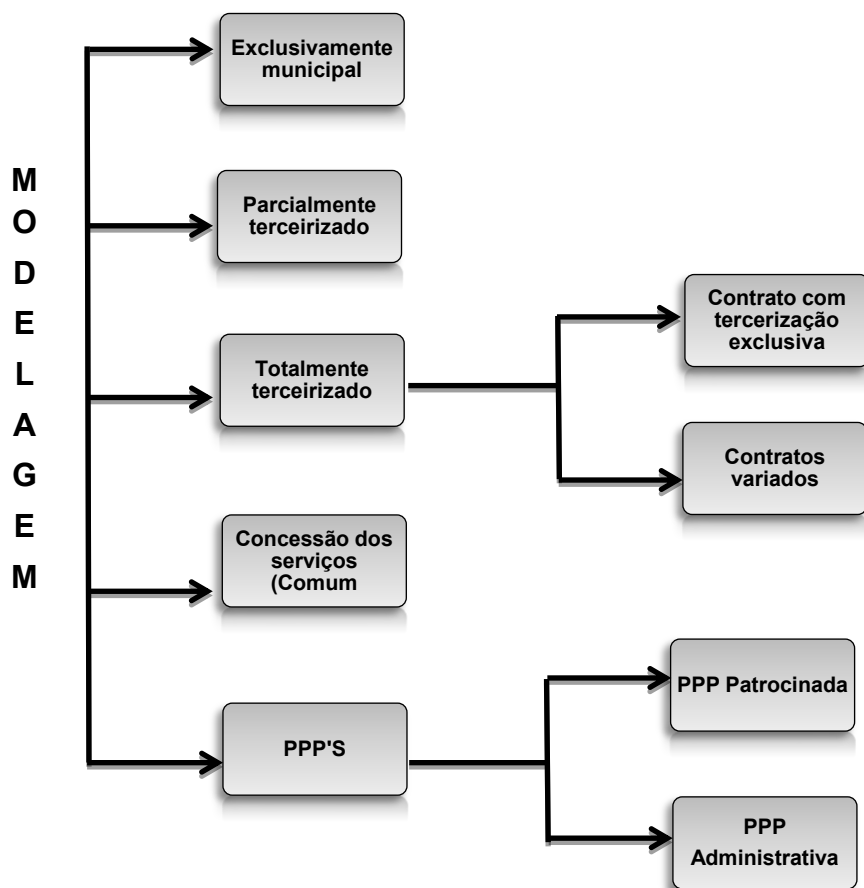 MODELAGEM
Exclusivamente
municipal
Parcialmente
terceirizado
Totalmente
terceirizado
Contrato com
tercerização
exclusiva
Contratos
variados
Concessão dos
serviços
(Comum
PPP'S
PPP Patrocinada
PPP
Administrativa